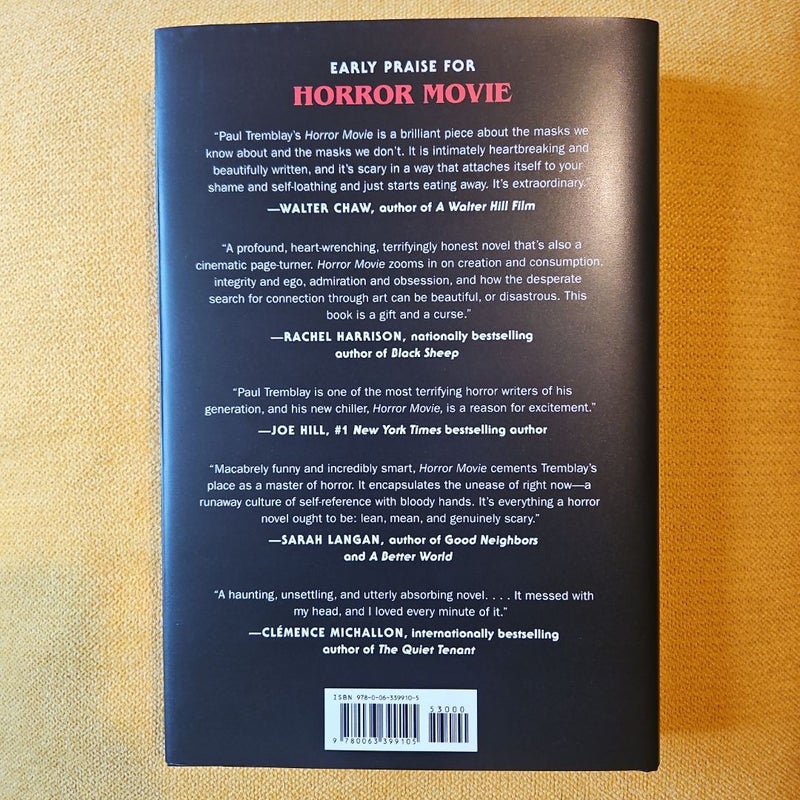 EARLY PRAISE FOR
HORROR MOVIE
“Paul Tremblay’s Horror Movie is a brilliant piece about the masks we
know about and the masks we don’t. It is intimately heartbreaking and
beautifully written, and it’s scary in a way that attaches itself to your
shame and self-loathing and just starts eating away. It’s extraordinary.”
—WALTER CHAW, author of A Walter Hill Film
“A profound, heart-wrenching, terrifyingly honest novel that’s also a
cinematic page-turner. Horror Movie zooms in on creation and consumption,
integrity and ego, admiration and obsession, and how the desperate
search for connection through art can be beautiful, or disastrous. This
book is a gift and a curse.”
—RACHEL HARRISON, nationally bestselling
author of Black Sheep
“Paul Tremblay is one of the most terrifying horror writers of his
generation, and his new chiller, Horror Movie, is a reason for excitement.”
—JOE HILL, #1 New York Times bestselling author
“Macabrely funny and incredibly smart, Horror Movie cements Tremblay’s
place as a master of horror. It encapsulates the unease of right now—a
runaway culture of self-reference with bloody hands. It’s everything a horror
novel ought to be: lean, mean, and genuinely scary.”
—SARAH LANGAN, author of Good Neighbors
and A Better World
“A haunting, unsettling, and utterly absorbing novel. . . . It messed with
my head, and I loved every minute of it.”
—CLÉMENCE MICHALLON, internationally bestselling
author of The Quiet Tenant
ISBN 978-0-06-339910-5
53000
9 780063 399105